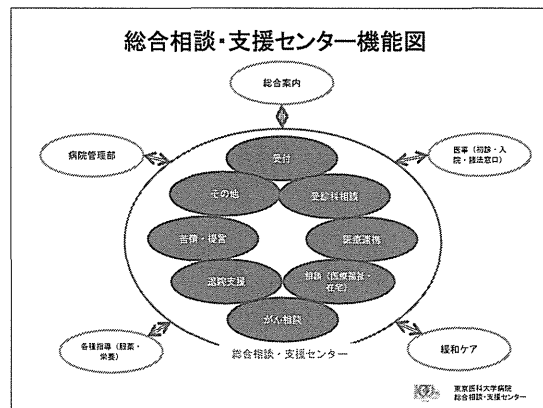 総合相談・支援センター機能図
総合案内
病院管理部
医事（初診・入
院・諸法窓口）
受付
その他
受診科相談
苦情・提言
医療連携
退院支援
相談（医療福祉・
在宅）
がん相談
総合相談・支援センター
各種指導（服薬・
栄養）
緩和ケア
東京医科大学病院
総合相談・支援センター